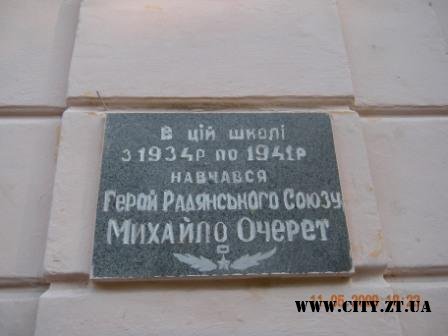 В цій школі
з 1934р по 1941р
навчався
Герой Радянського Союзу
Михайло Очерет
www.city.zt.ua